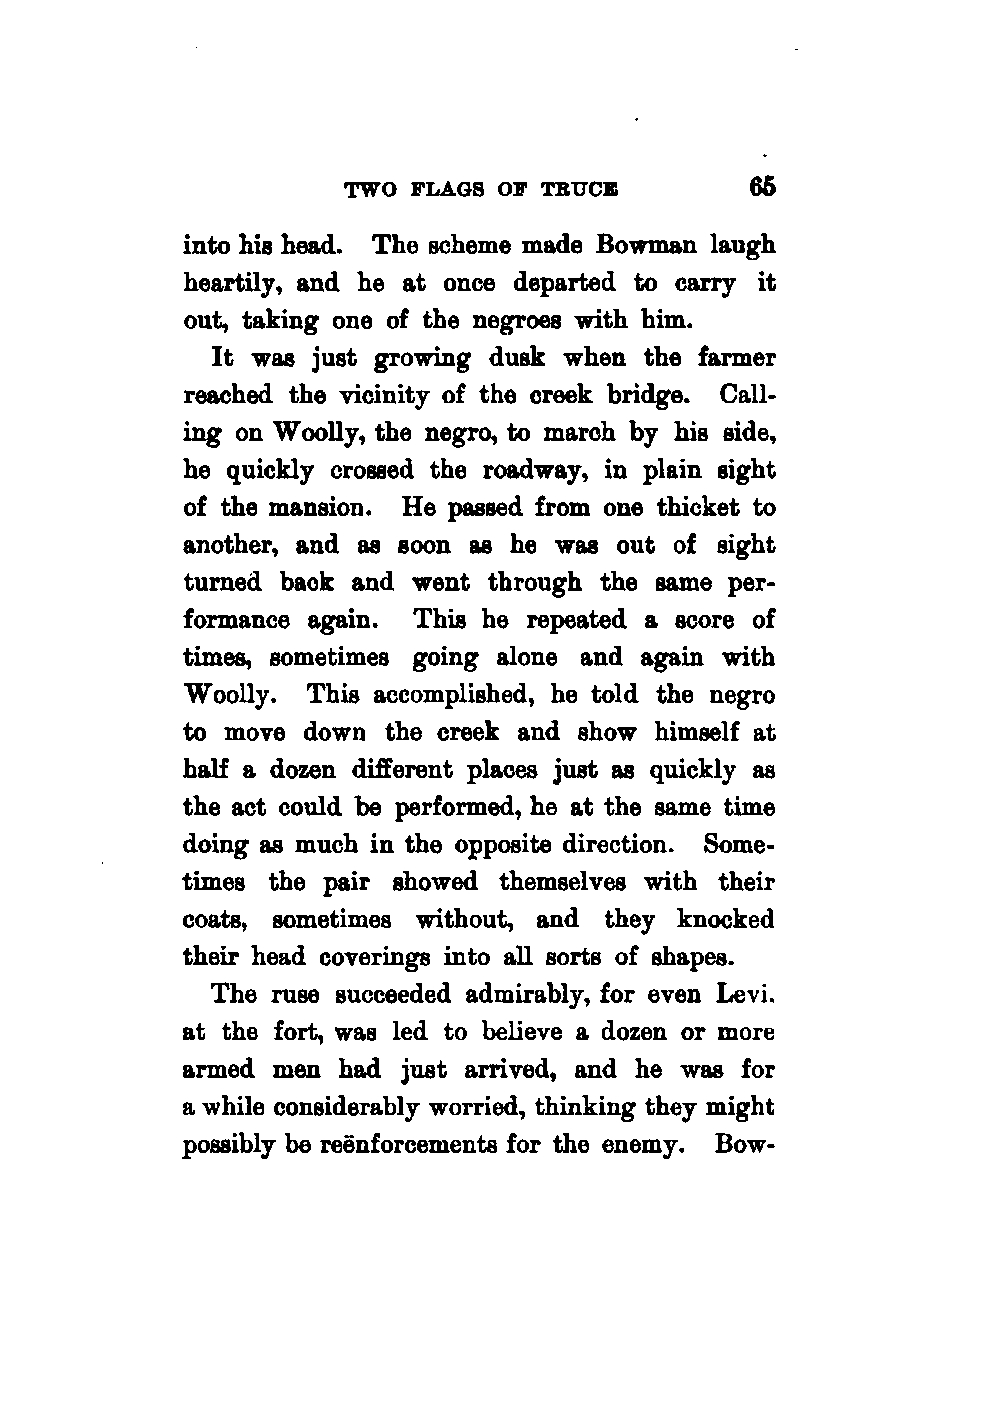 TWO FLAGS OF TRUCE 65
into his head. The scheme made Bowman laugh
heartily, and he at once departed to carry it
out, taking one of the negroes with him.
It was just growing dusk when the farmer
reached the vicinity of the creek bridge. Call-
ing on Woolly, the negro, to march by his side,
he quickly crossed the roadway, in plain sight
of the mansion. He passed from one thicket to
another, and as soon as he was out of sight
turned back and went through the same per-
formance again. This he repeated a score of
times, sometimes going alone and again with
Woolly. This accomplished, he told the negro
to move down the creek and show himself at
half a dozen different places just as quickly as
the act could be performed, he at the same time
doing as much in the opposite direction. Some-
times the pair showed themselves with their
coats, sometimes without, and they knocked
their head coverings into all sorts of shapes.
The ruse succeeded admirably, for even Levi.
at the fort, was led to believe a dozen or more
armed men had just arrived, and he was for
a while considerably worried, thinking they might
possibly be reënforcements for the enemy. Bow-